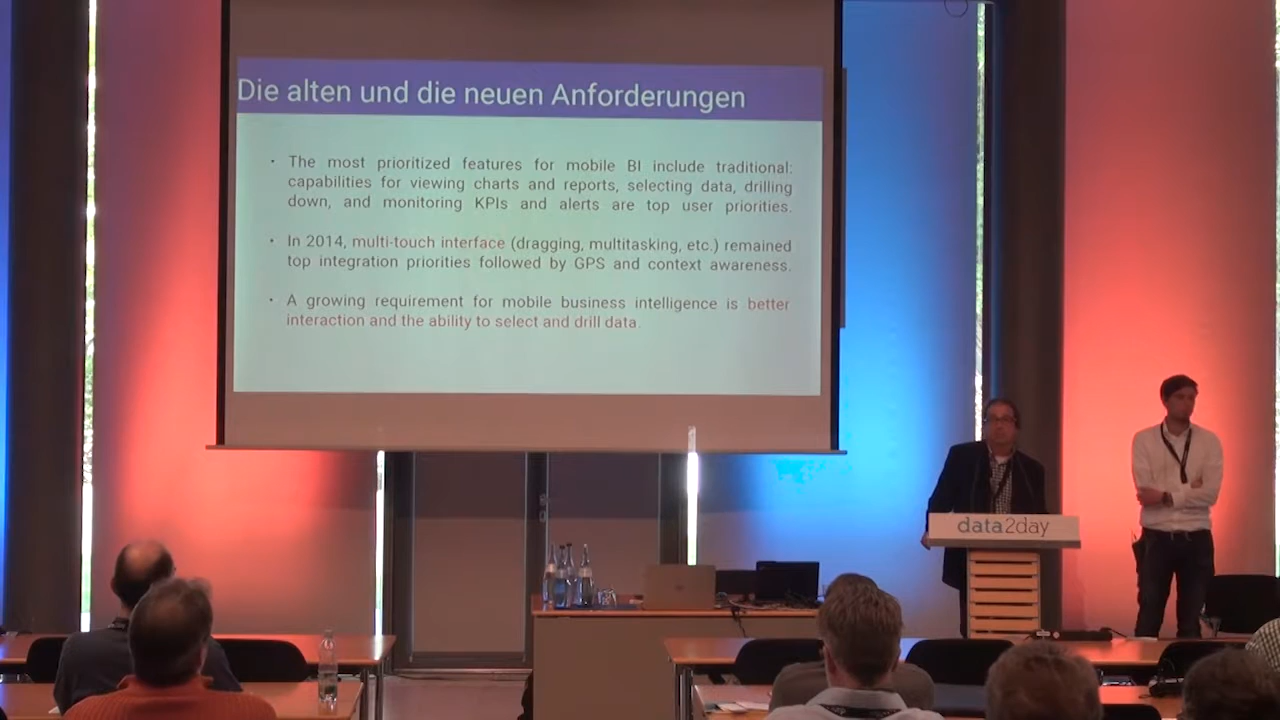 Die alten und die neuen Anforderungen
• The most prioritized features for mobile BI include traditional:
capabilities for viewing charts and reports, selecting data, drilling
down, and monitoring KPIs and alerts are top user priorities.
• In 2014, multi-touch interface (dragging, multitasking, etc.) remained
top integration priorities followed by GPS and context awareness.
• A growing requirement for mobile business intelligence is better
interaction and the ability to select and drill data.
data2day